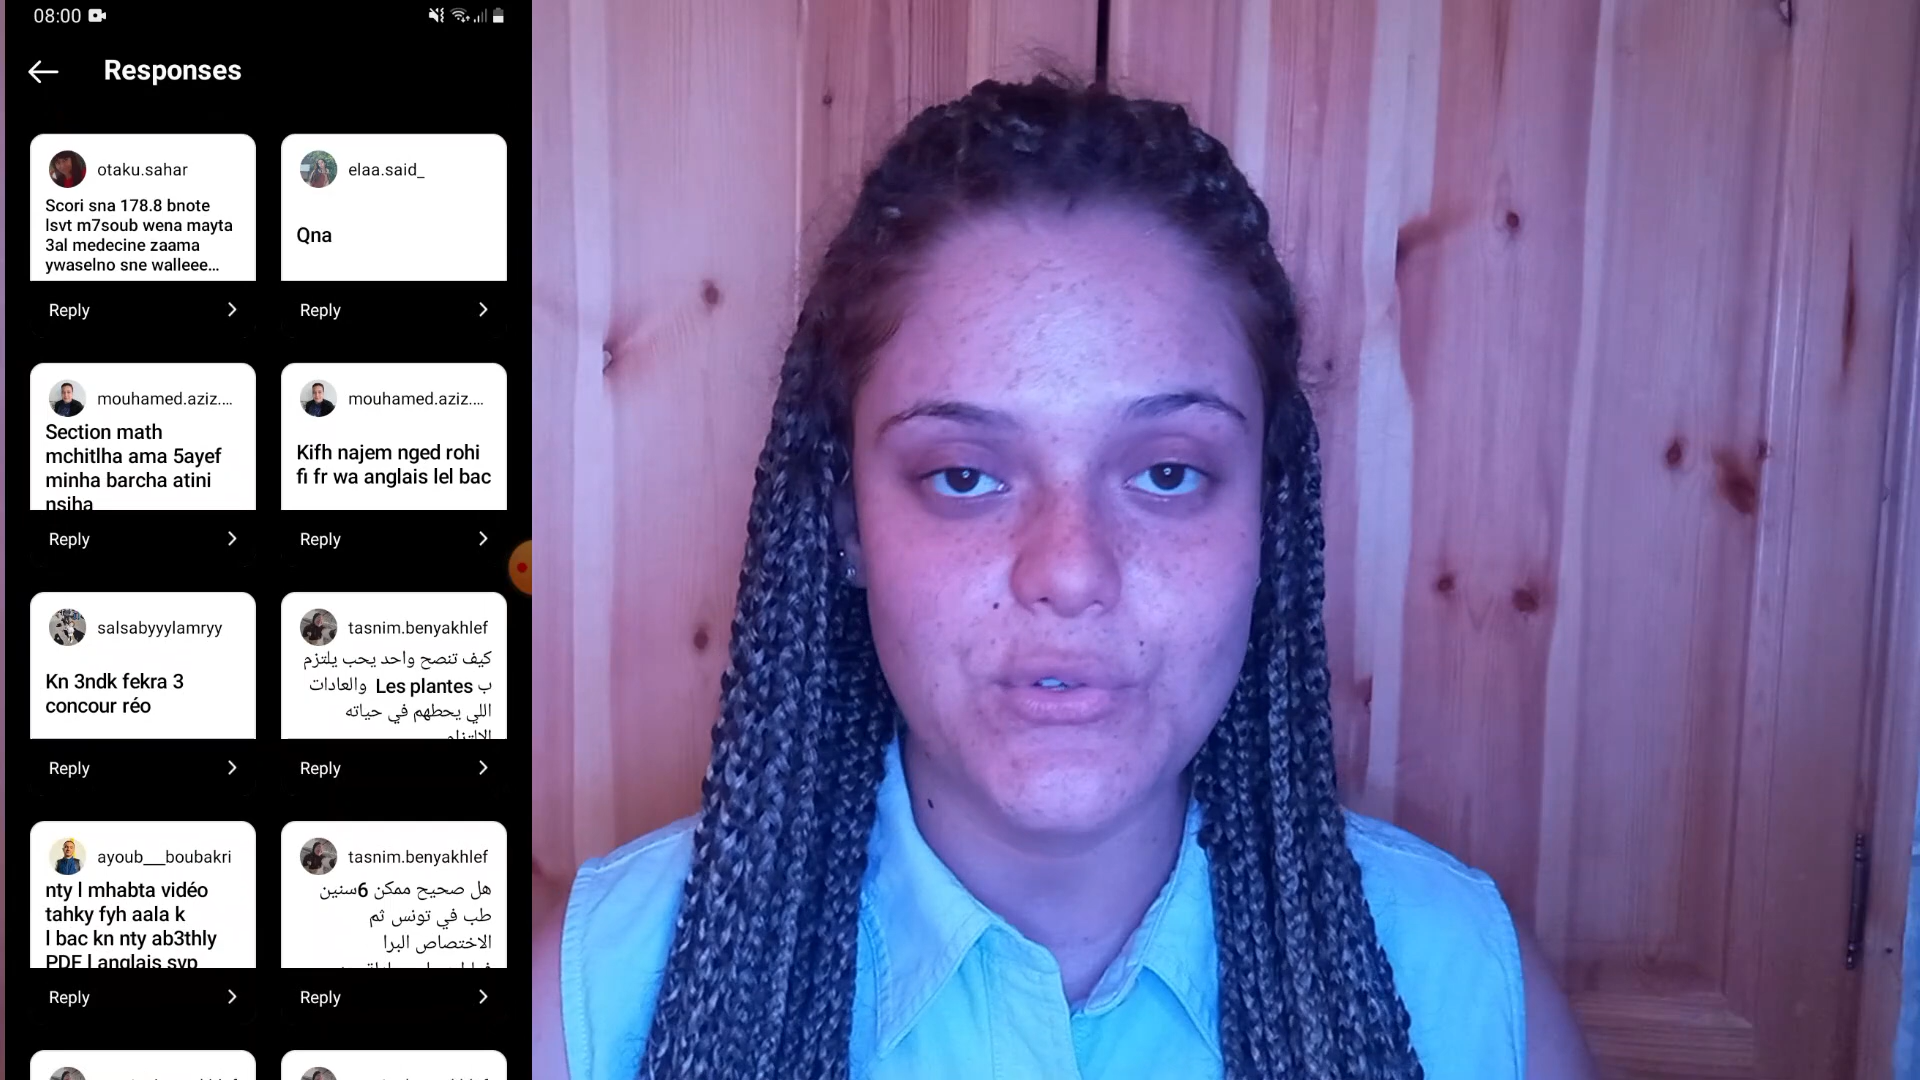 08:00
Responses
otaku.sahar
Scori sna 178.8 bnote
lsvt m7soub wena mayta
3al medecine zaama
ywaselno sne walleee...
Reply
elaa.said_
Qna
Reply
mouhamed.aziz....
Section math
mchitlha ama 5ayef
minha barcha atini
nsiha
Reply
mouhamed.aziz....
Kifh najem nged rohi
fi fr wa anglais lel bac
Reply
salsabyyylamryy
Kn 3ndk fekra 3
concour réo
Reply
tasnim.benyakhlef
كيف تنصح واحد يحب يلتزم
ب Les plantes والعادات
اللي يحطهم في حياته
الالتزام
Reply
ayoub___boubakri
nty l mhabta vidéo
tahky fyh aala k
l bac kn nty ab3thly
PDF l anglais svp
Reply
tasnim.benyakhlef
هل صحيح ممكن 6سنين
طب في تونس ثم
الاختصاص البرا
Reply